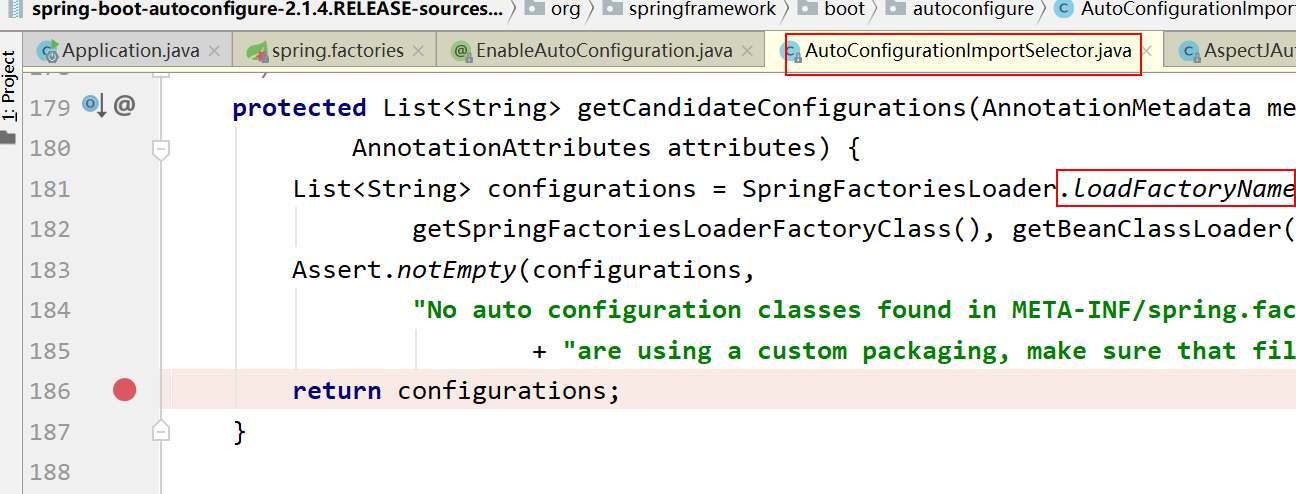 spring-boot-autoconfigure-2.1.4.RELEASE-sources... org springframework boot autoconfigure AutoConfigurationImpor
Application.java spring.factories EnableAutoConfiguration.java AutoConfigurationImportSelector.java AspectJAu
1: Project
179 @ protected List<String> getCandidateConfigurations(AnnotationMetadata me
180 AnnotationAttributes attributes) {
181 List<String> configurations = SpringFactoriesLoader.loadFactoryName
182 getSpringFactoriesLoaderFactoryClass(), getBeanClassLoader(
183 Assert.notEmpty(configurations,
184 "No auto configuration classes found in META-INF/spring.fac
185 + "are using a custom packaging, make sure that fil
186 return configurations;
187 }
188